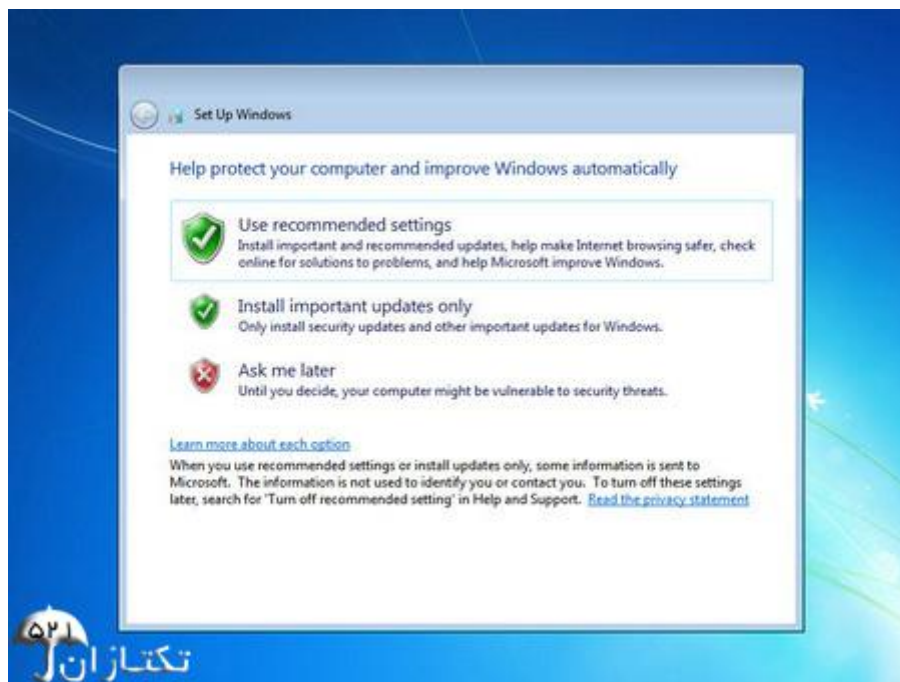 Set Up Windows
Help protect your computer and improve Windows automatically
Use recommended settings
Install important and recommended updates, help make Internet browsing safer, check
online for solutions to problems, and help Microsoft improve Windows.
Install important updates only
Only install security updates and other important updates for Windows.
Ask me later
Until you decide, your computer might be vulnerable to security threats.
Learn more about each option
When you use recommended settings or install updates only, some information is sent to
Microsoft. The information is not used to identify you or contact you. To turn off these settings
later, search for 'Turn off recommended setting' in Help and Support. Read the privacy statement
۵۲۱
تکتازان